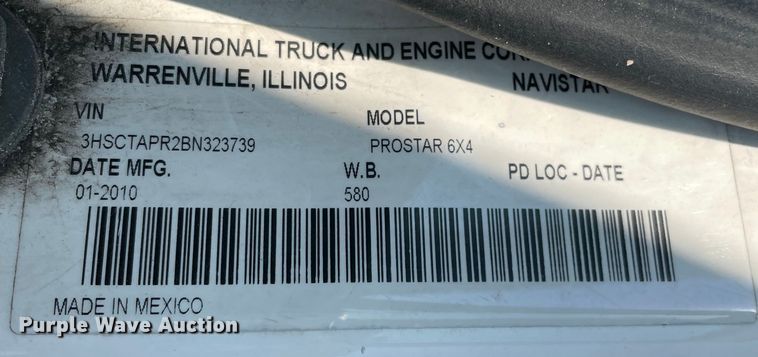 INTERNATIONAL TRUCK AND ENGINE
WARRENVILLE, ILLINOIS NAVISTAR
VIN MODEL
3HSCTAPR2BN323739 PROSTAR 6X4
DATE MFG. W.B. PD LOC - DATE
01-2010 580
MADE IN MEXICO
Purple Wave Auction